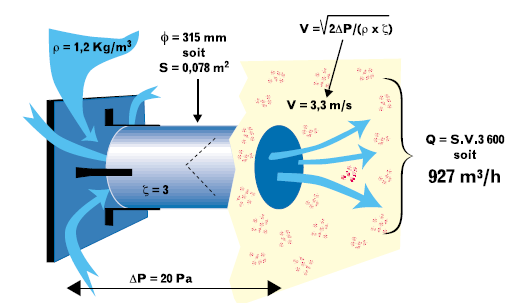 ρ = 1,2 Kg/m³
ϕ = 315 mm
soit
S = 0,078 m²
V = √2ΔP/(ρ x ζ)
V = 3,3 m/s
Q = S.V.3 600
soit
927 m³/h
ζ = 3
ΔP = 20 Pa